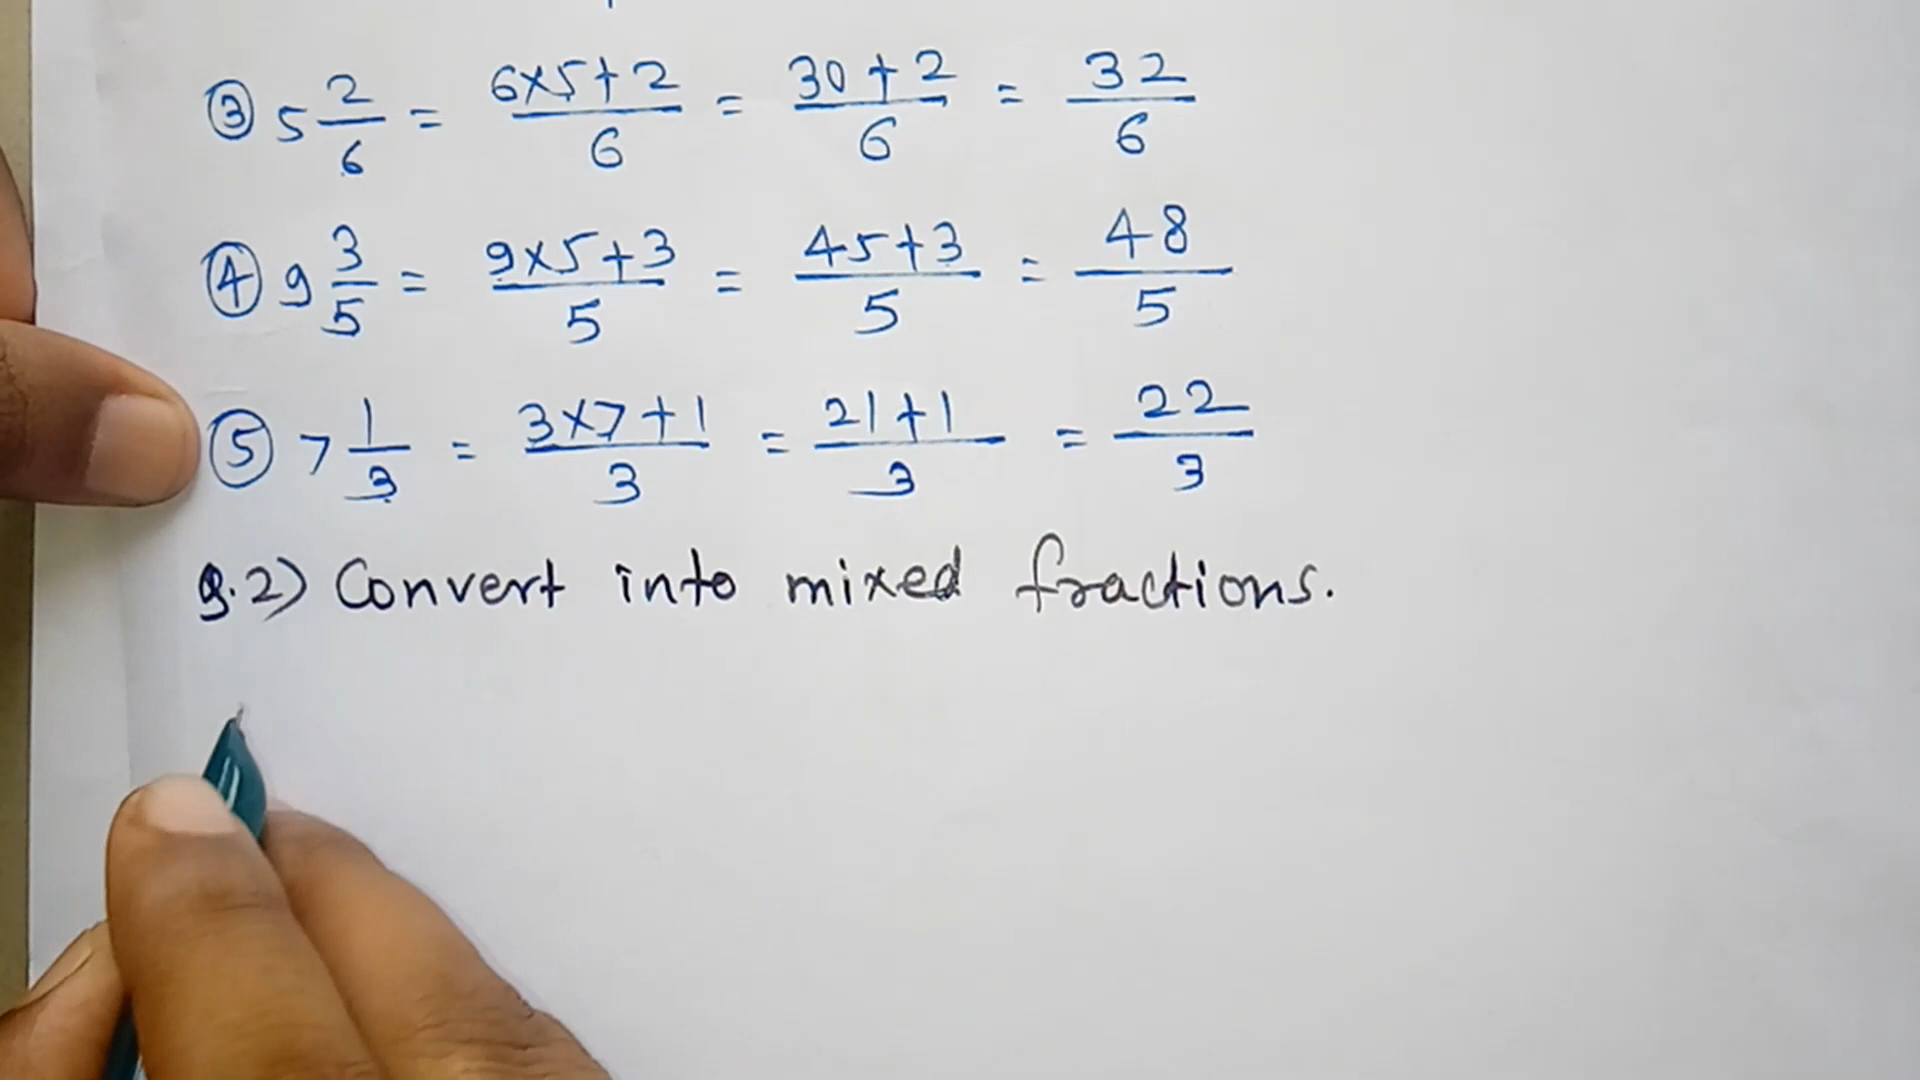 ③ 5 2/6 = 6×5+2/6 = 30+2/6 = 32/6
④ 9 3/5 = 9×5+3/5 = 45+3/5 = 48/5
⑤ 7 1/3 = 3×7+1/3 = 21+1/3 = 22/3
Q.2) Convert into mixed fractions.